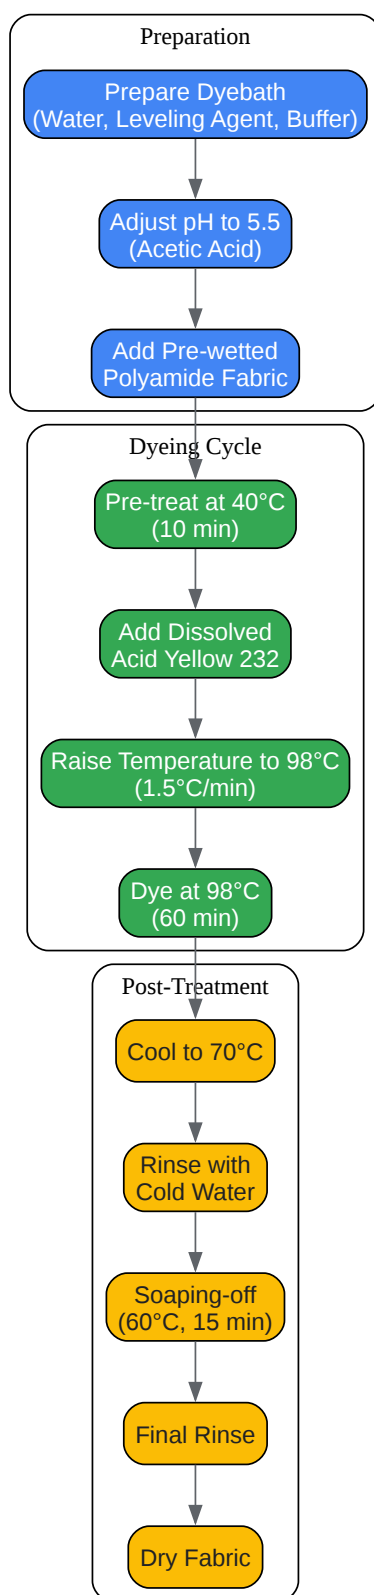 Preparation
Prepare Dyebath
(Water, Leveling Agent, Buffer)
Adjust pH to 5.5
(Acetic Acid)
Add Pre-wetted
Polyamide Fabric
Dyeing Cycle
Pre-treat at 40°C
(10 min)
Add Dissolved
Acid Yellow 232
Raise Temperature to 98°C
(1.5°C/min)
Dye at 98°C
(60 min)
Post-Treatment
Cool to 70°C
Rinse with
Cold Water
Soaping-off
(60°C, 15 min)
Final Rinse
Dry Fabric